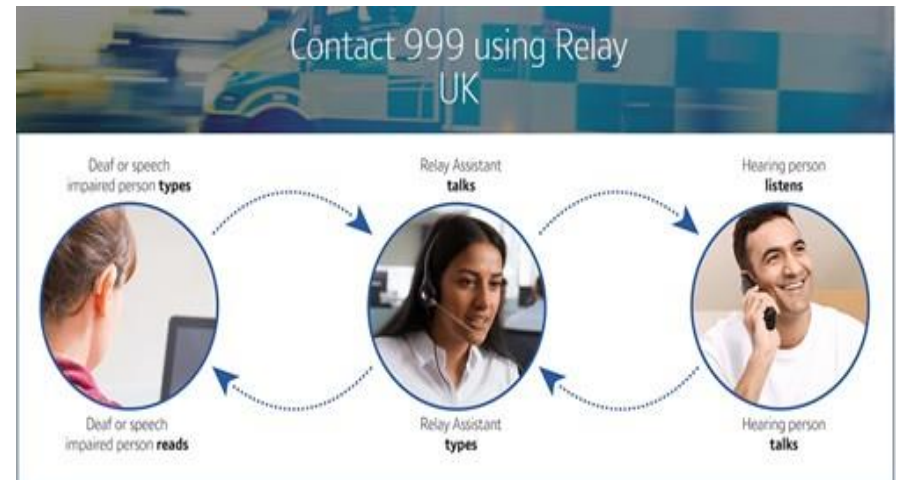 Contact 999 using Relay
UK
Deaf or speech
impaired person types
Relay Assistant
talks
Hearing person
listens
Deaf or speech
impaired person reads
Relay Assistant
types
Hearing person
talks